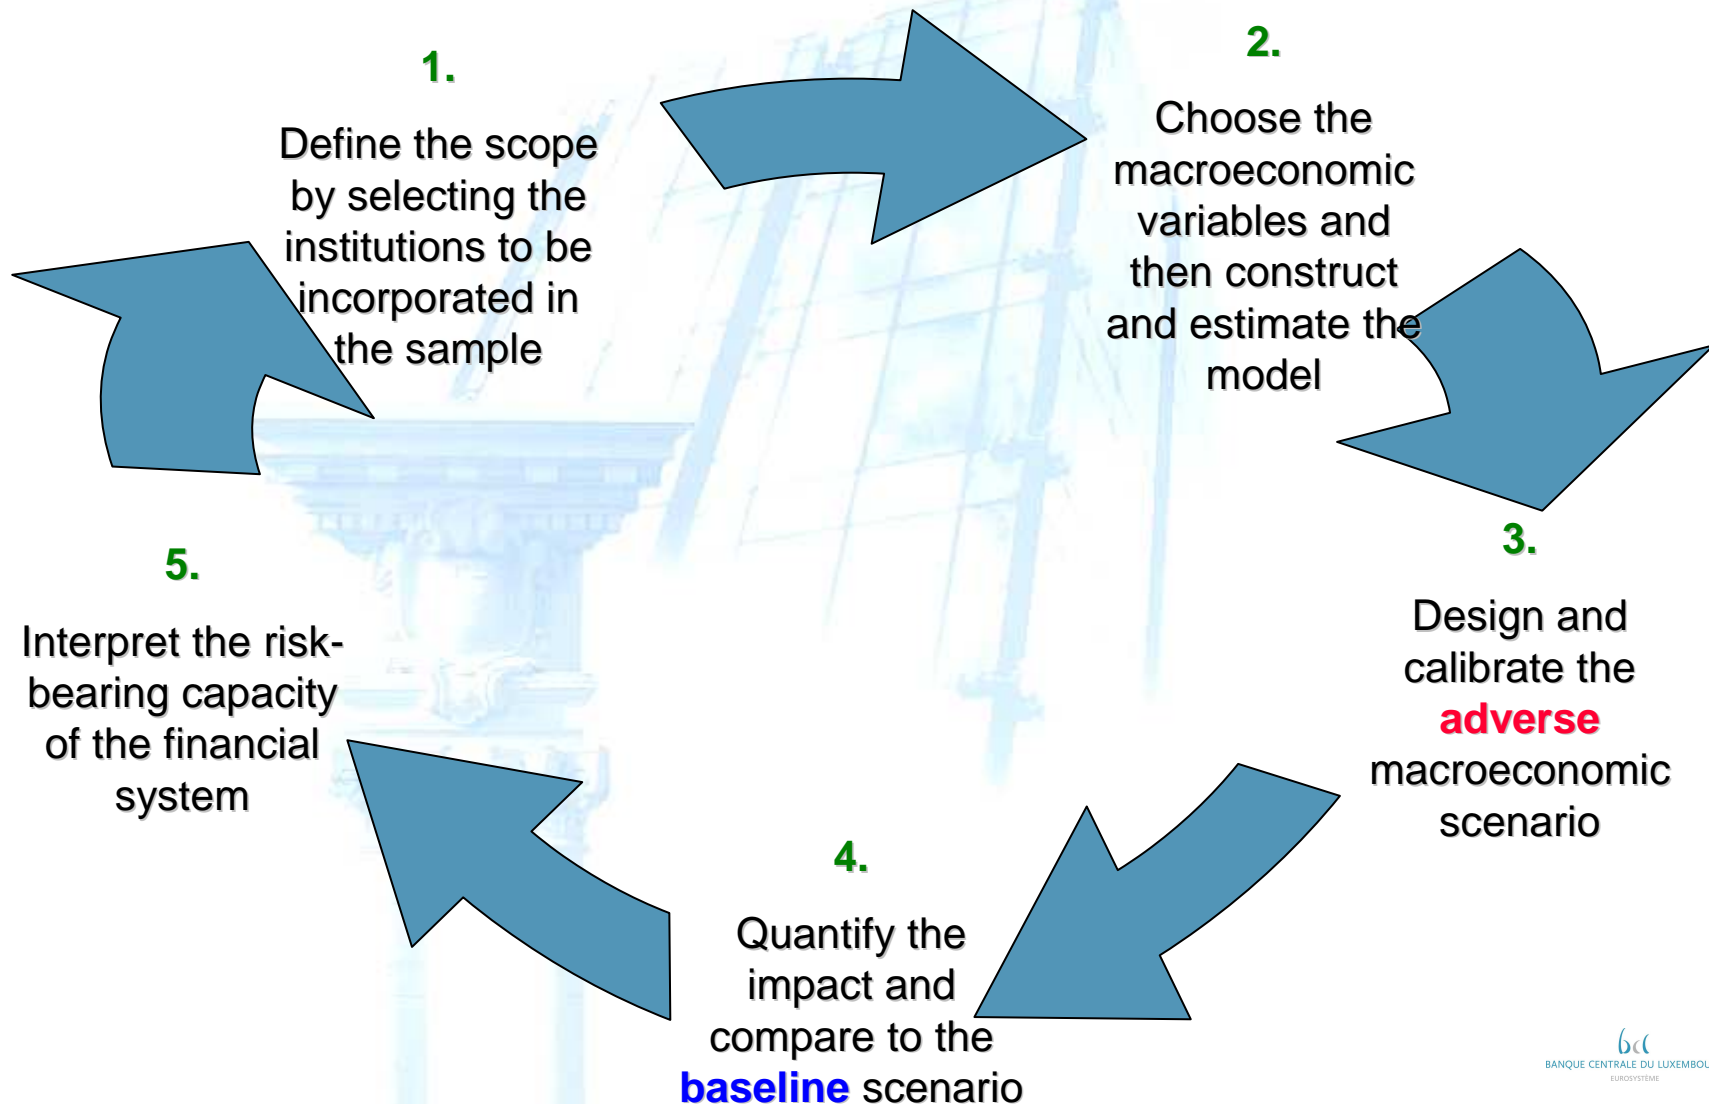 1.
Define the scope
by selecting the
institutions to be
incorporated in
the sample
2.
Choose the
macroeconomic
variables and
then construct
and estimate the
model
3.
Design and
calibrate the
adverse
macroeconomic
scenario
4.
Quantify the
impact and
compare to the
baseline scenario
5.
Interpret the risk-
bearing capacity
of the financial
system
bcl
BANQUE CENTRALE DU LUXEMBOU
EUROSYSTÈME